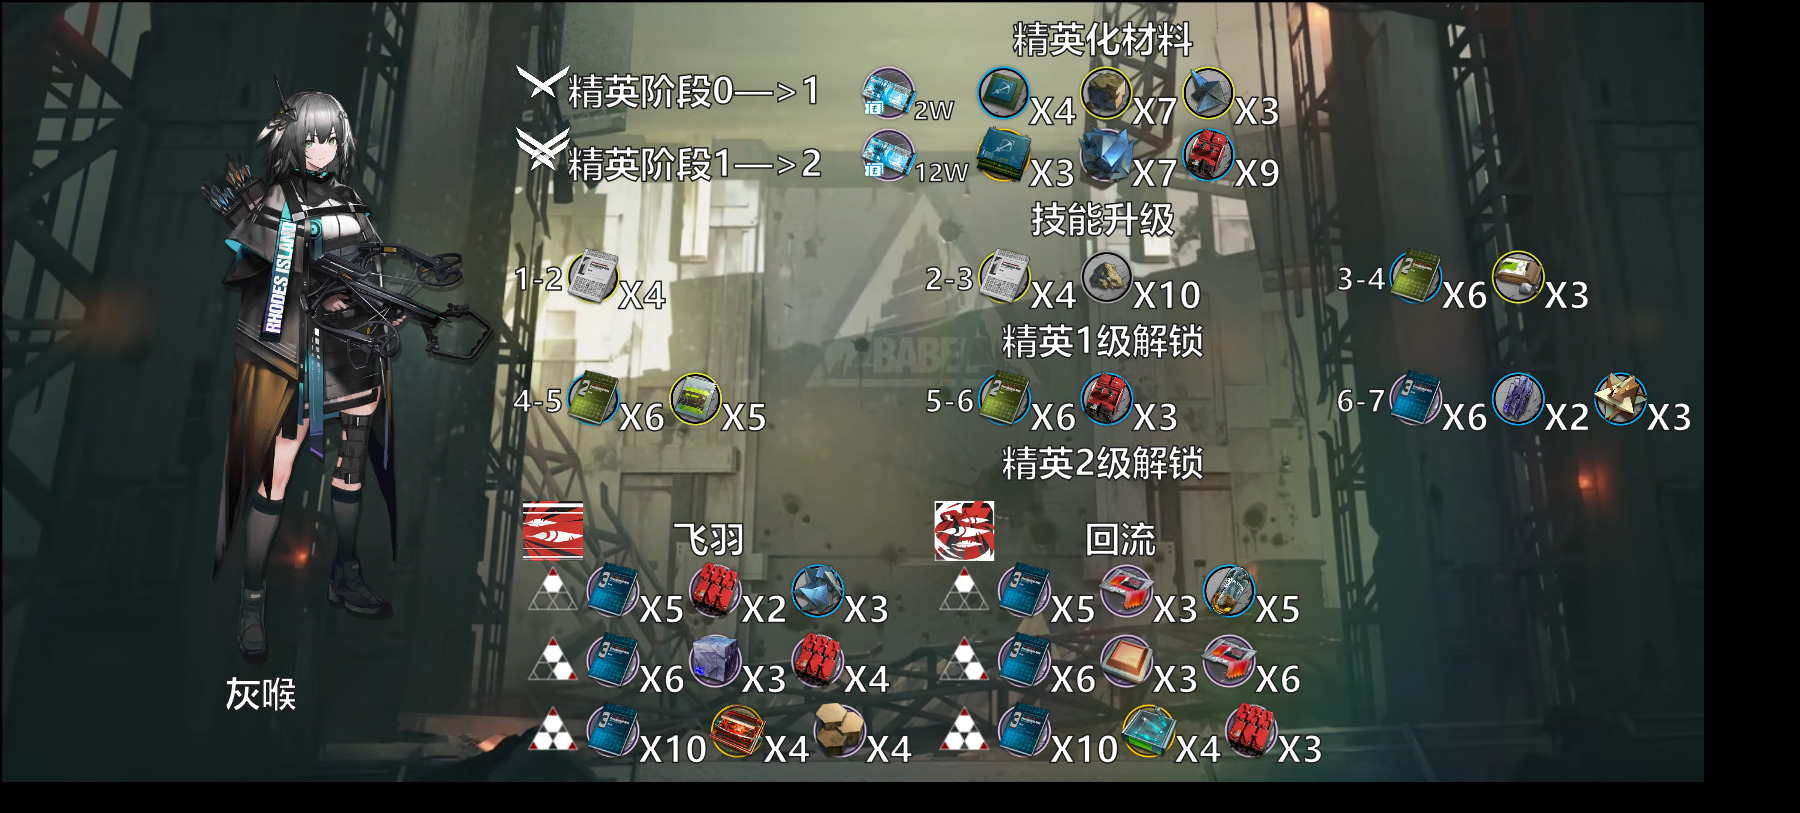 精英化材料
精英阶段0—>1 2W X4 X7 X3
精英阶段1—>2 12W X3 X7 X9
技能升级
1-2 X4 2-3 X4 X10 3-4 X6 X3
精英1级解锁
4-5 X6 X5 5-6 X6 X3 6-7 X6 X2 X3
精英2级解锁
飞羽 回流
X5 X2 X3 X5 X3 X5
X6 X3 X4 X6 X3 X6
X10 X4 X4 X10 X4 X3
灰喉
RHODES ISLAND
BABEL